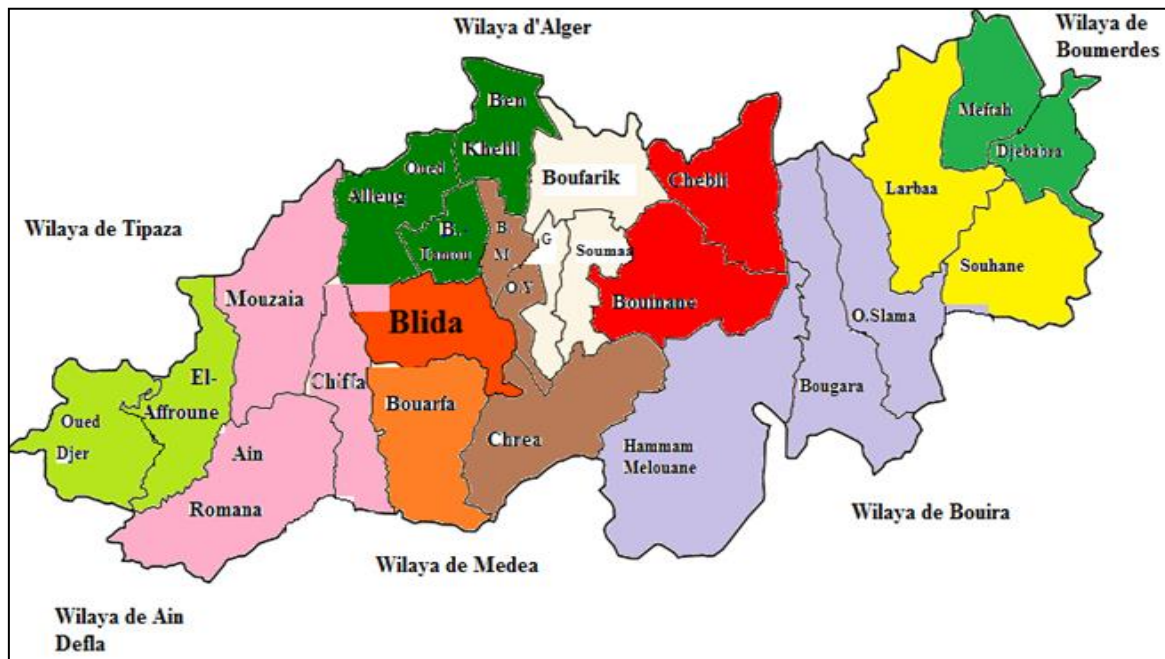 Wilaya d'Alger
Wilaya de
Boumerdes
Ben
Khelil
Meftah
Djebabra
Oued
Alleug
Boufarik
Chebli
Larbaa
Wilaya de Tipaza
B.
M
G
Soumaa
B..-
Souhane
Mouzaia
O.Y
Bouinane
O.Slama
Blida
El-
Affroune
Chiffa
Bouarfa
Bougara
Oued
Djer
Ain
Romana
Chrea
Hammam
Melouane
Wilaya de Bouira
Wilaya de Medea
Wilaya de Ain
Defla